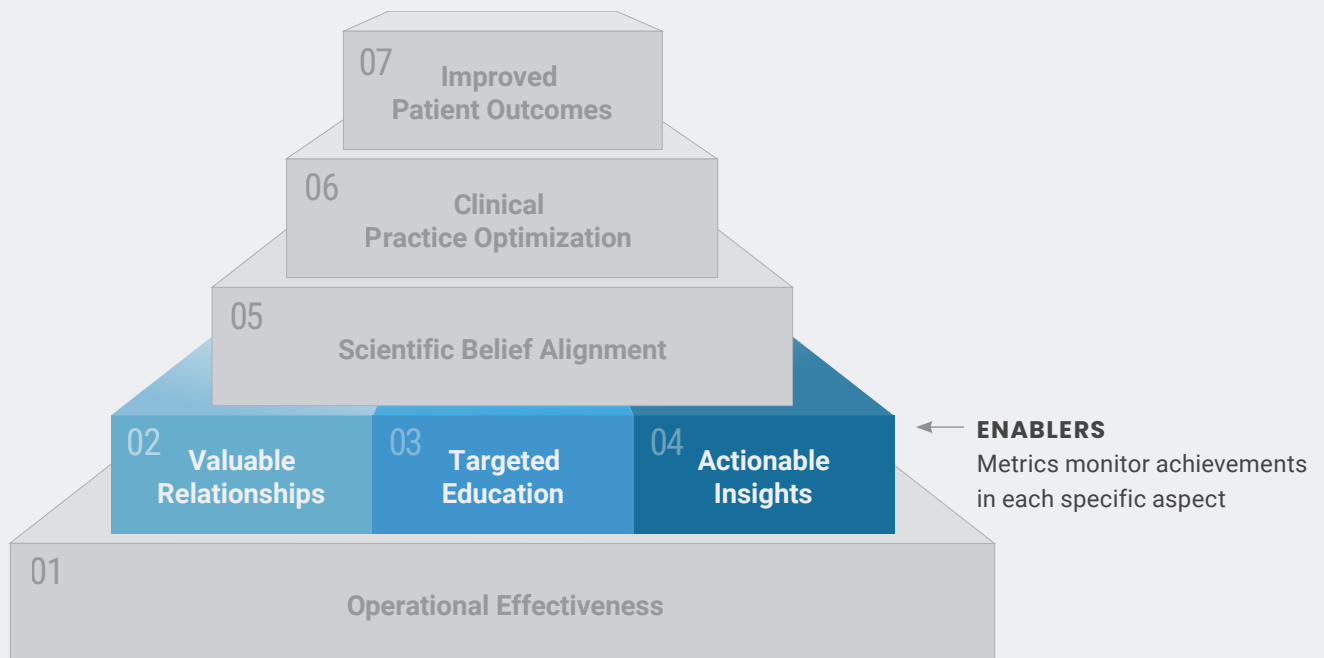 07
Improved
Patient Outcomes
06
Clinical
Practice Optimization
05
Scientific Belief Alignment
02
Valuable
Relationships
03
Targeted
Education
04
Actionable
Insights
ENABLERS
Metrics monitor achievements
in each specific aspect
01
Operational Effectiveness